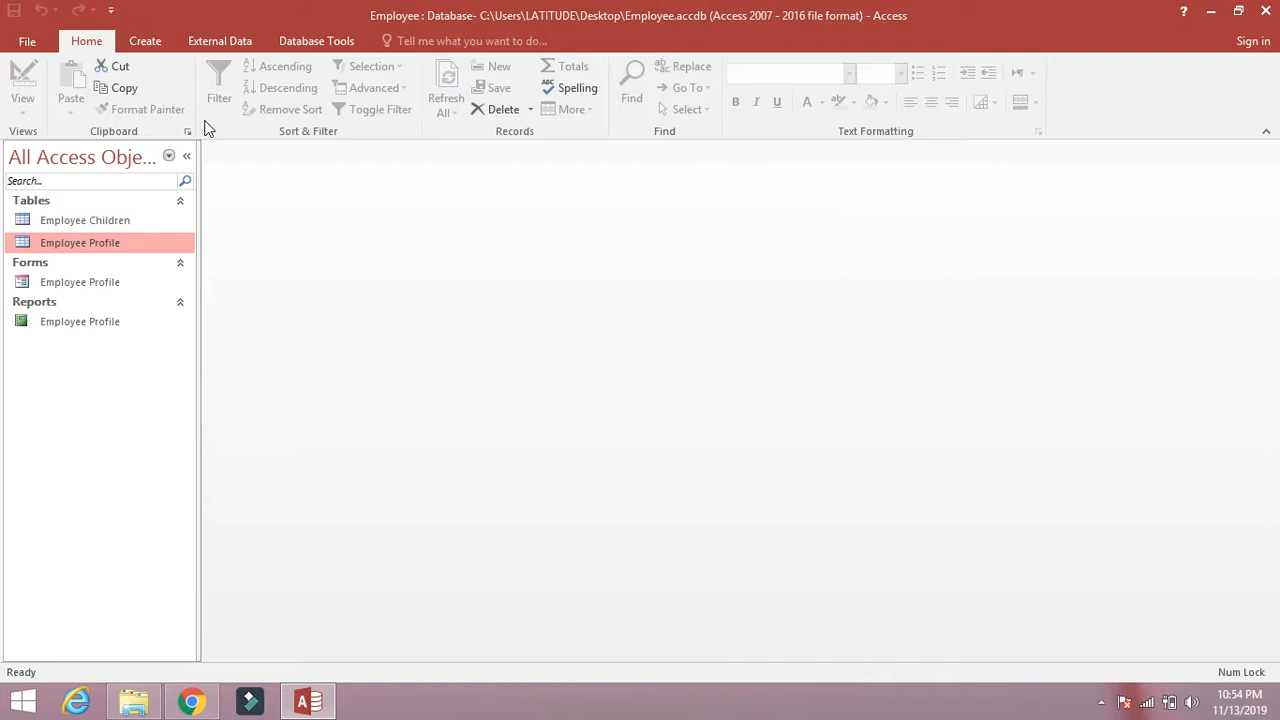 Employee : Database- C:\Users\LATITUDE\Desktop\Employee.accdb (Access 2007 - 2016 file format) - Access
File Home Create External Data Database Tools Tell me what you want to do... Sign in
View
Views
Paste
Cut
Copy
Format Painter
Clipboard
Filter
Ascending
Descending
Remove Sort
Selection
Advanced
Toggle Filter
Sort & Filter
Refresh
All
New
Save
Delete
Totals
Spelling
More
Records
Find
Replace
Go To
Select
Find
B I U A
Text Formatting
All Access Obje...
Search...
Tables
Employee Children
Employee Profile
Forms
Employee Profile
Reports
Employee Profile
Ready
Num Lock
10:54 PM
11/13/2019